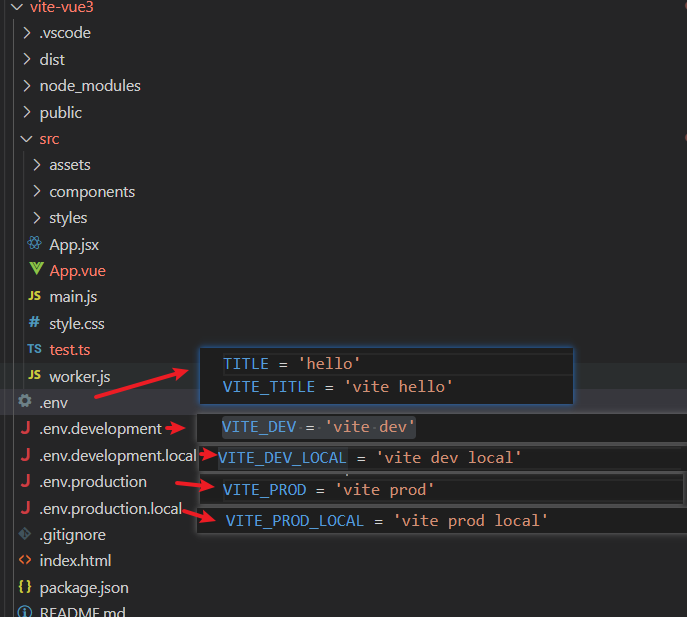 vite-vue3
.vscode
dist
node_modules
public
src
assets
components
styles
App.jsx
App.vue
JS main.js
# style.css
TS test.ts
JS worker.js
TITLE = 'hello'
VITE_TITLE = 'vite hello'
.env
.env.development
VITE_DEV = 'vite dev'
.env.development.local
VITE_DEV_LOCAL = 'vite dev local'
.env.production
VITE_PROD = 'vite prod'
.env.production.local
VITE_PROD_LOCAL = 'vite prod local'
.gitignore
<> index.html
{} package.json
README.md